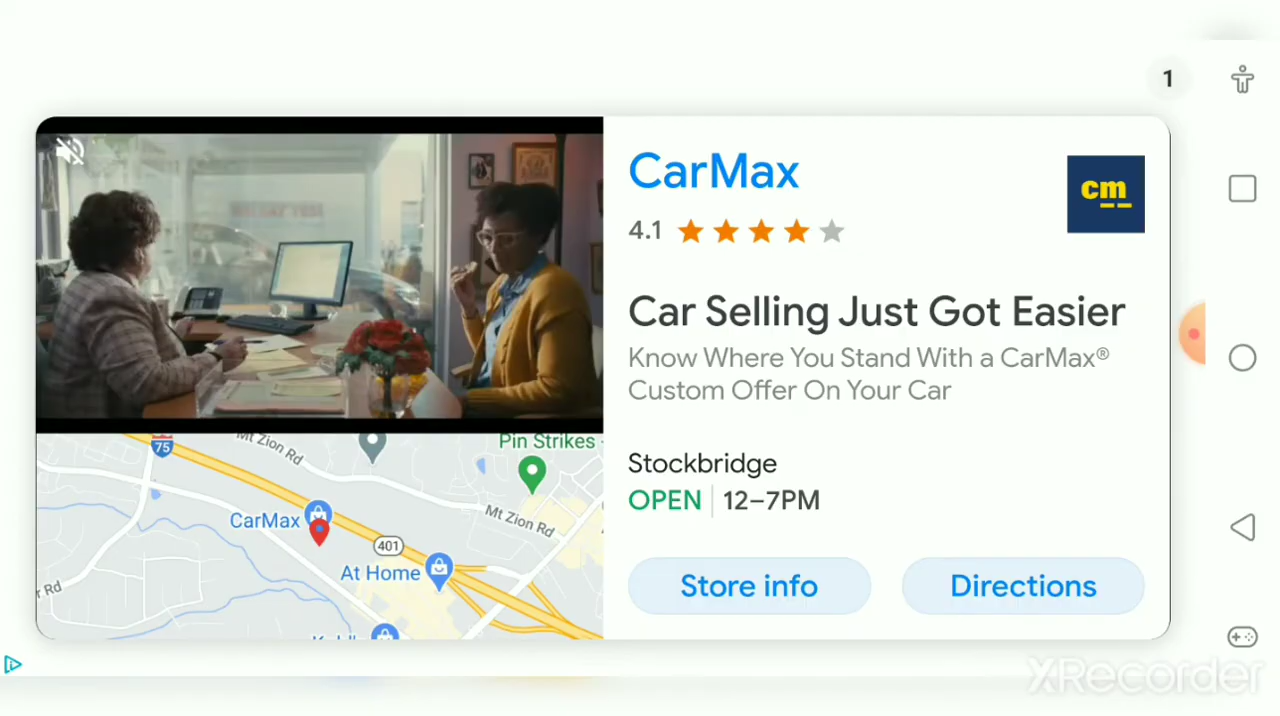 1
CarMax
cm
4.1
Car Selling Just Got Easier
Know Where You Stand With a CarMax®
Custom Offer On Your Car
Stockbridge
OPEN 12–7PM
Store info
Directions
75
Mt Zion Rd
Pin Strikes
CarMax
Mt Zion Rd
401
At Home
Rd
XRecorder